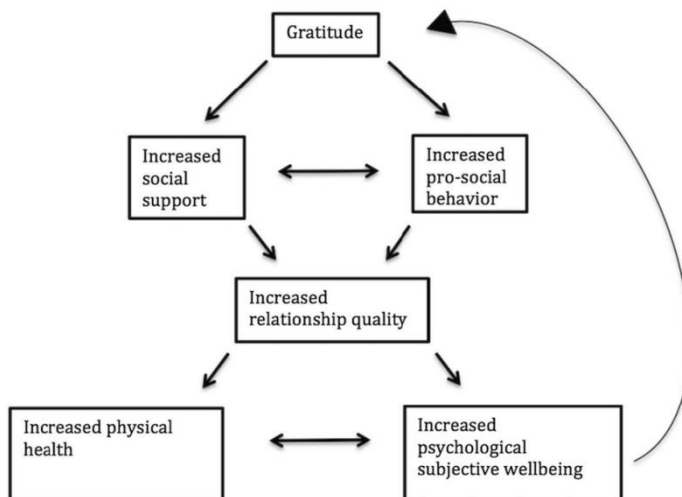 Gratitude
Increased
social
support
Increased
pro-social
behavior
Increased
relationship quality
Increased physical
health
Increased
psychological
subjective wellbeing